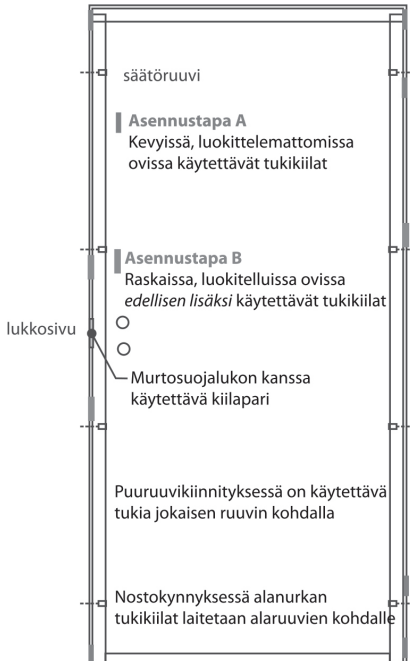 säätöruuvi
Asennustapa A
Kevyissä, luokittelemattomissa
ovissa käytettävät tukikiilat
Asennustapa B
Raskaissa, luokitelluissa ovissa
edellisen lisäksi käytettävät tukikiilat
lukkosivu
Murtosuojalukon kanssa
käytettävä kiilapari
Puuruuvikiinnityksessä on käytettävä
tukia jokaisen ruuvin kohdalla
Nostokynnyksessä alanurkan
tukikiilat laitetaan alaruuvien kohdalle